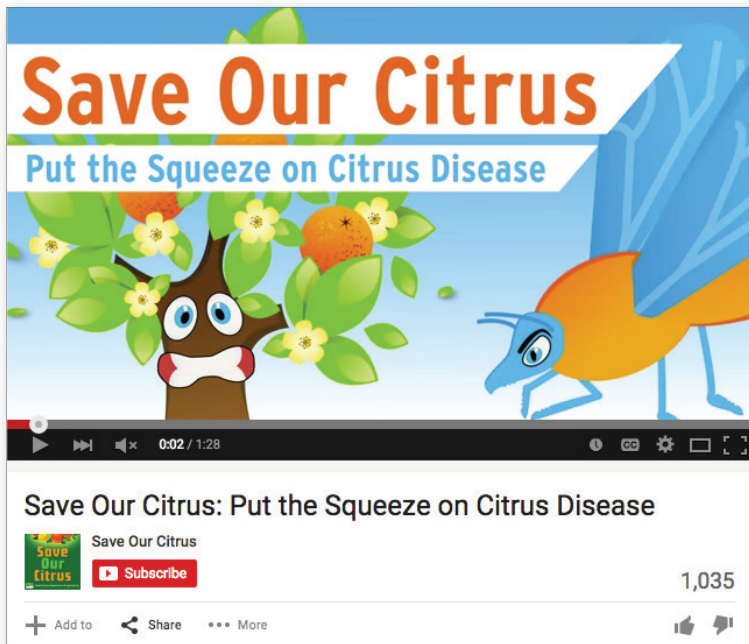 Save Our Citrus
Put the Squeeze on Citrus Disease
0:02 / 1:28
CC
Save Our Citrus: Put the Squeeze on Citrus Disease
Save
Our
Citrus
Save Our Citrus
Subscribe
1,035
Add to
Share
More